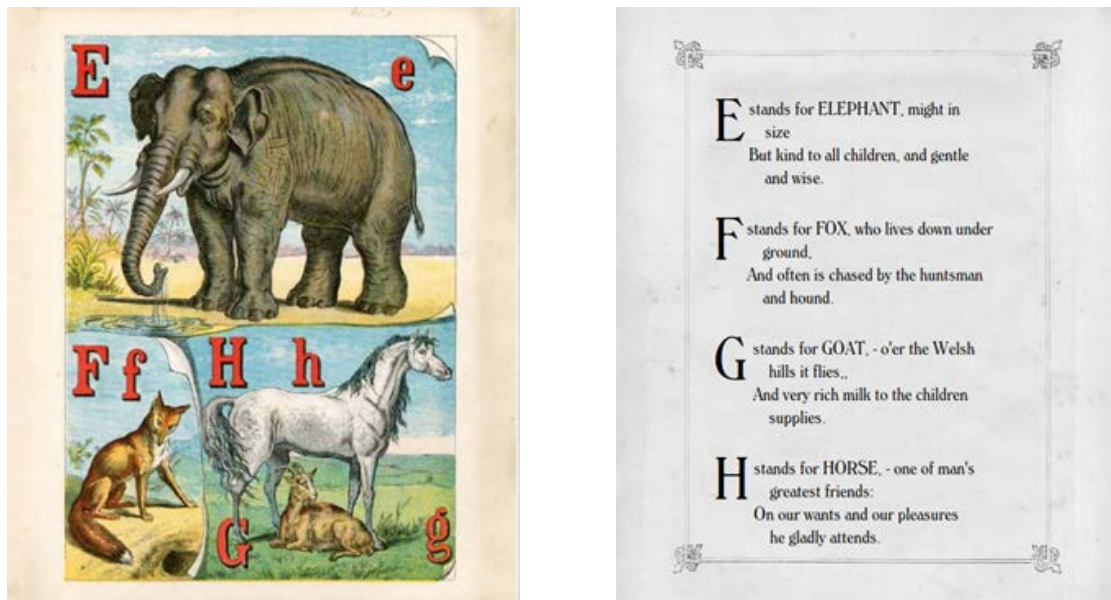 E e
F f
H h
G g
E stands for ELEPHANT, might in
size
But kind to all children, and gentle
and wise.
F stands for FOX, who lives down under
ground,
And often is chased by the huntsman
and hound.
G stands for GOAT, - o'er the Welsh
hills it flies,.
And very rich milk to the children
supplies.
H stands for HORSE, - one of man's
greatest friends:
On our wants and our pleasures
he gladly attends.